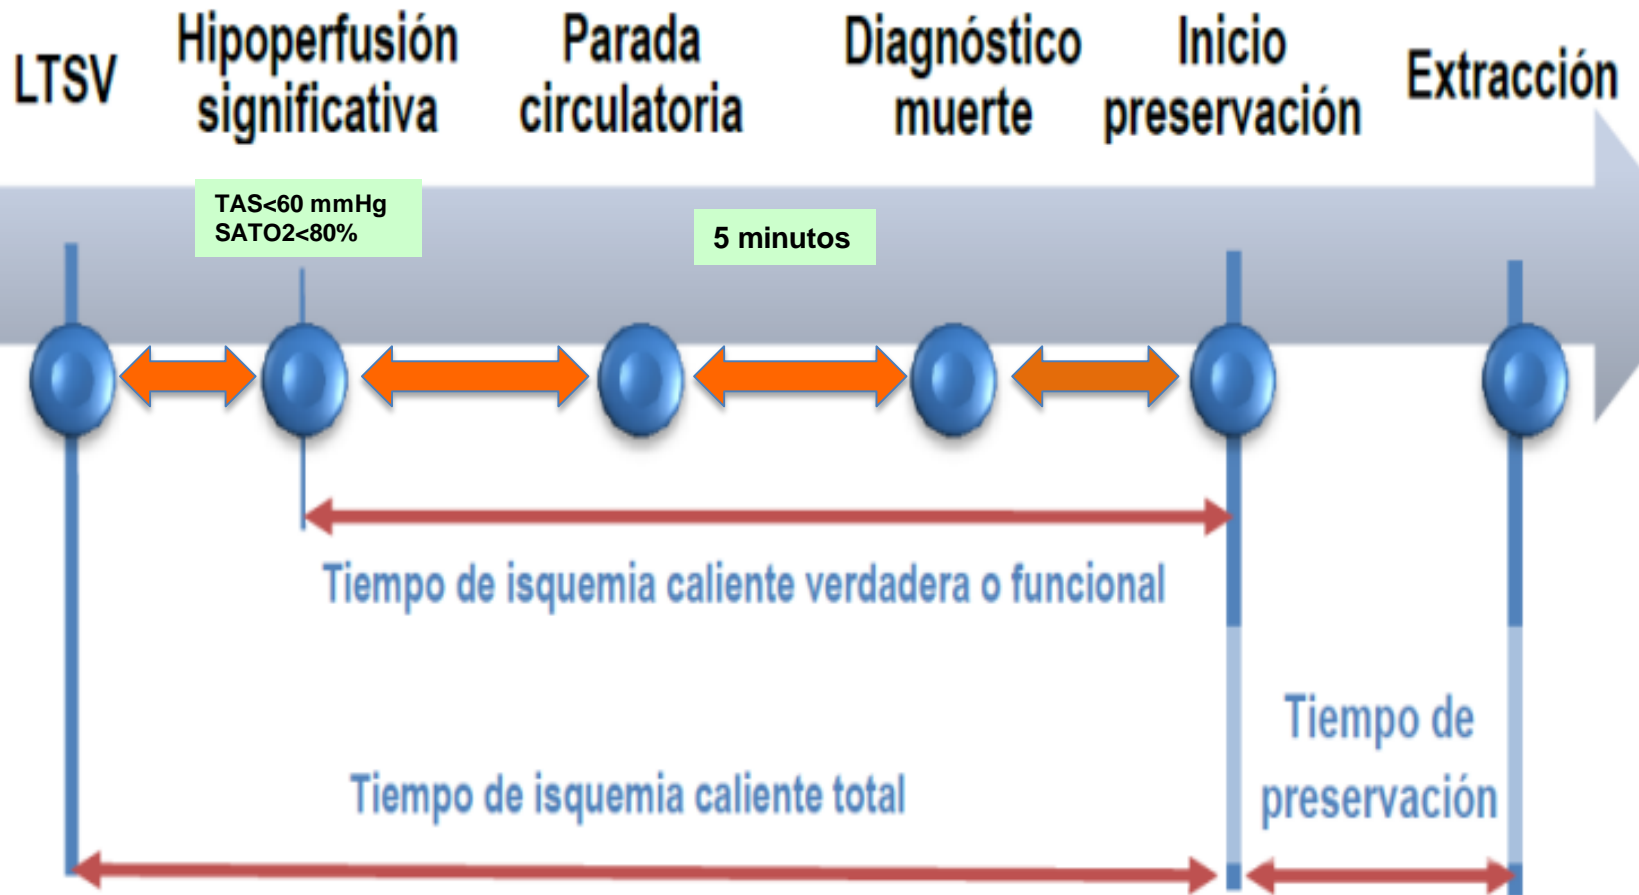 LTSV
Hipoperfusión
significativa
Parada
circulatoria
Diagnóstico
muerte
Inicio
preservación
Extracción
TAS<60 mmHg
SATO2<80%
5 minutos
Tiempo de isquemia caliente verdadera o funcional
Tiempo de isquemia caliente total
Tiempo de
preservación